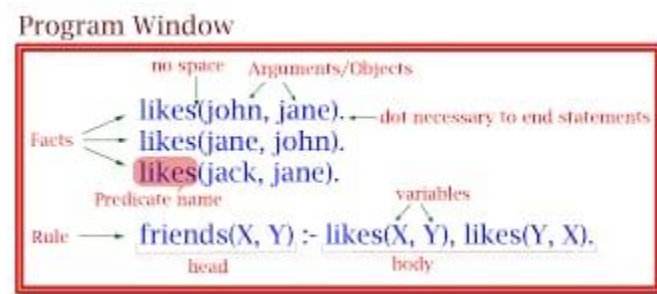 Program Window
no space Arguments/Objects
likes(john, jane). dot necessary to end statements
Facts likes(jane, john).
likes(jack, jane).
Predicate name variables
Rule friends(X, Y) :- likes(X, Y), likes(Y, X).
head body